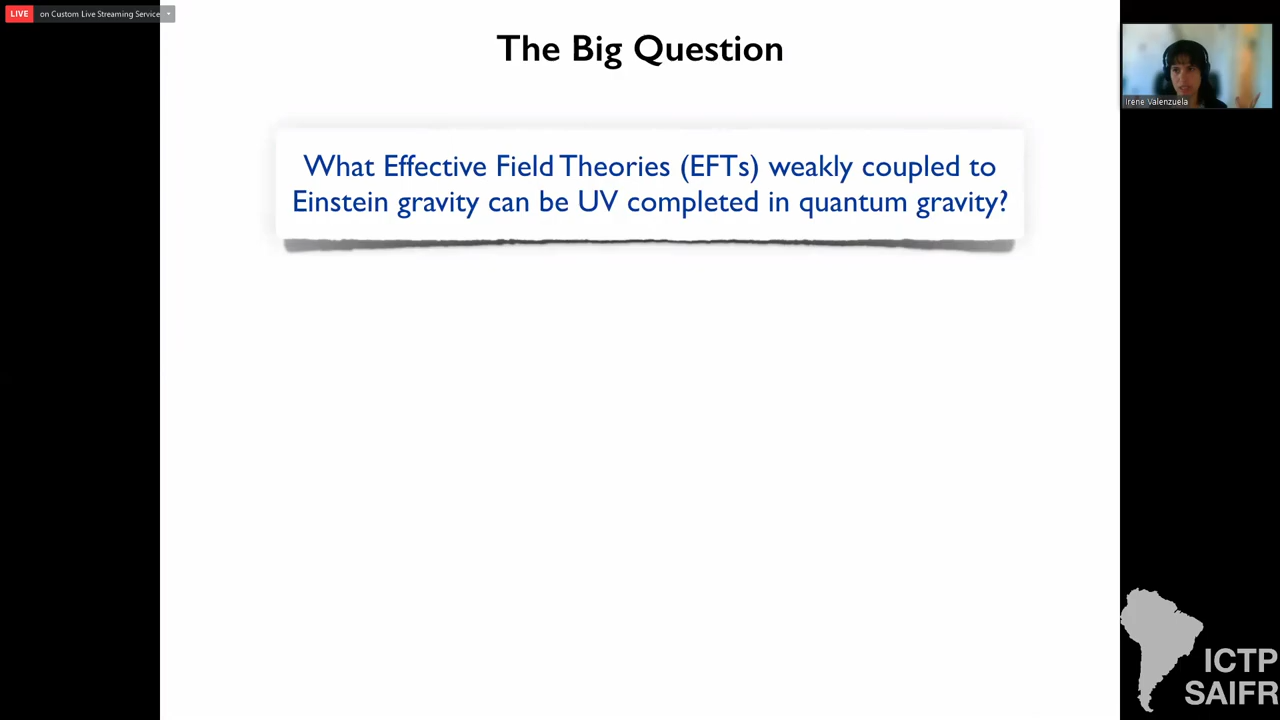 LIVE on Custom Live Streaming Service
The Big Question
Irene Valenzuela
What Effective Field Theories (EFTs) weakly coupled to
Einstein gravity can be UV completed in quantum gravity?
ICTP
SAIFR